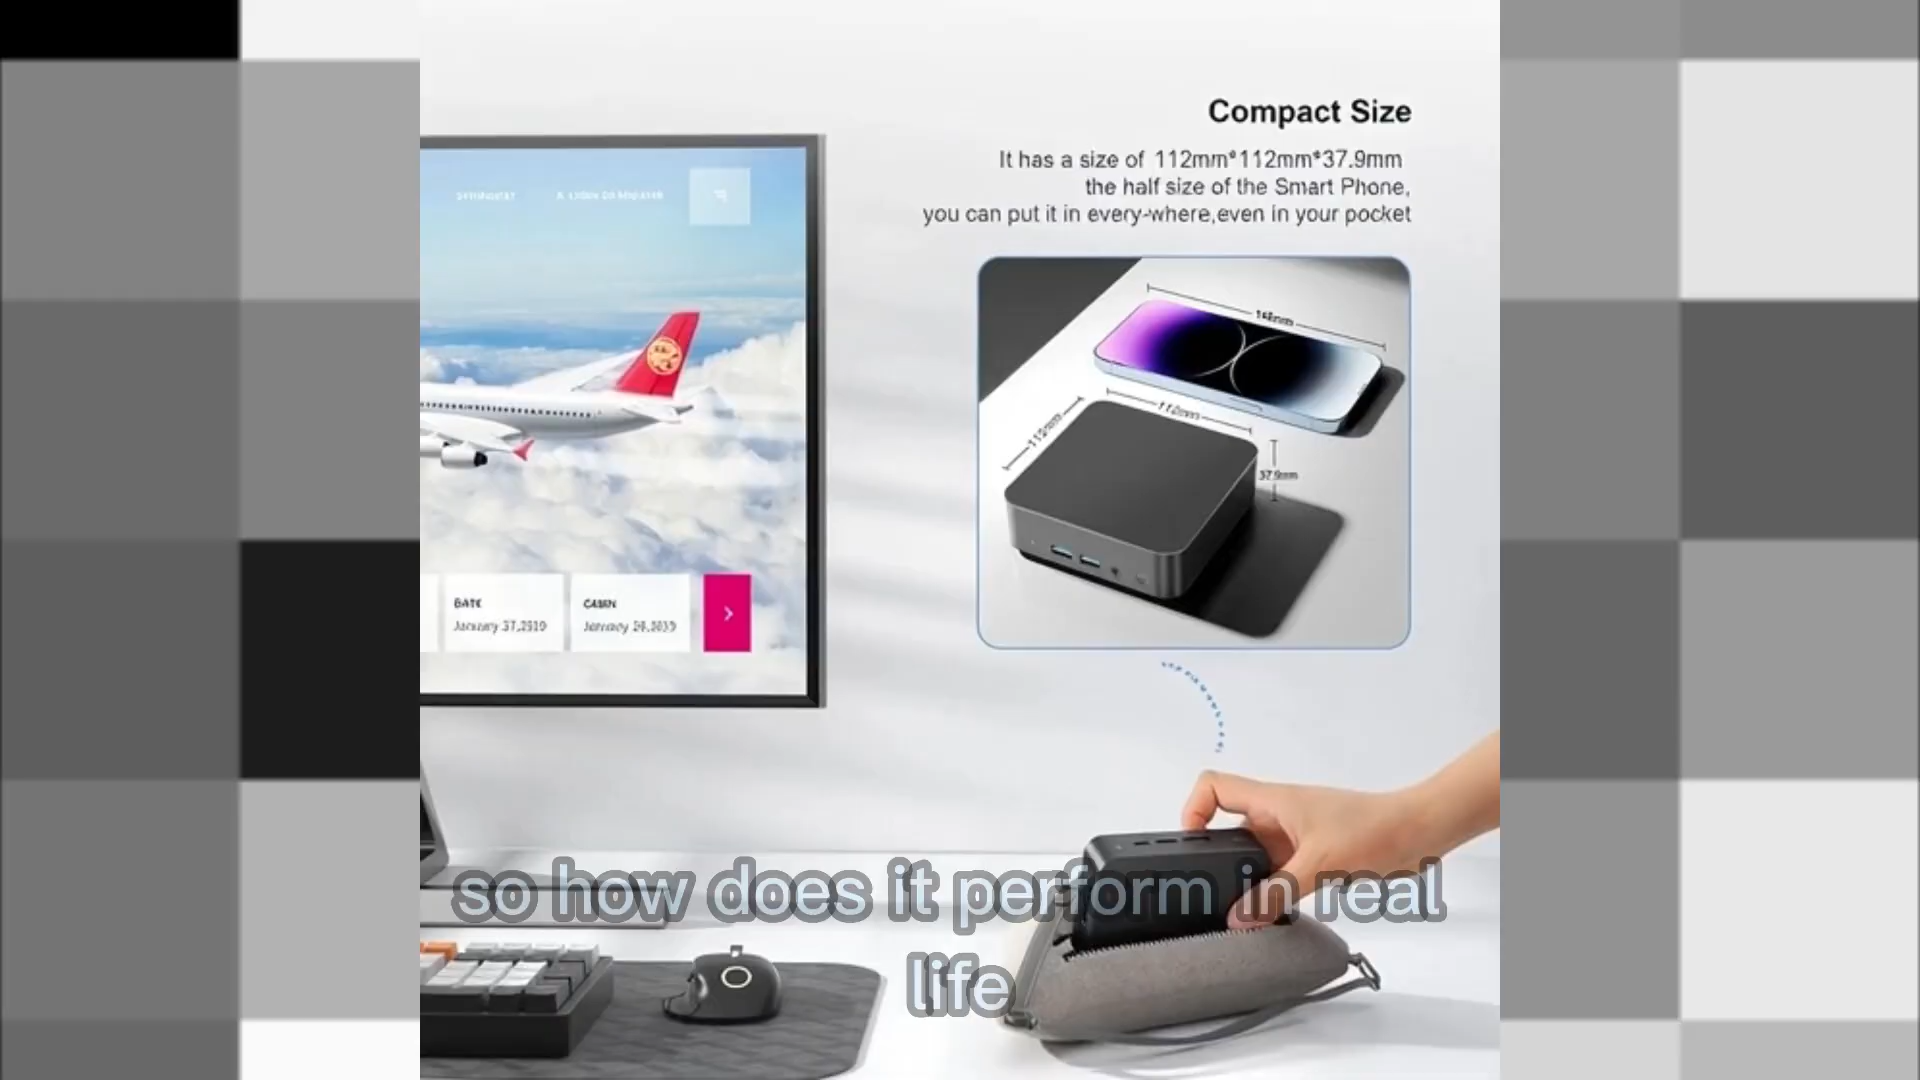 Compact Size
It has a size of 112mm*112mm*37.9mm
the half size of the Smart Phone,
you can put it in every-where,even in your pocket
112mm
112mm
37.9mm
DATE
CABIN
so how does it perform in real
life